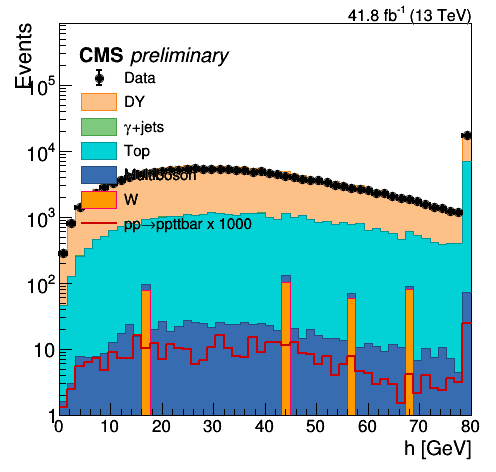 41.8 fb⁻¹ (13 TeV)
Events
CMS preliminary
Data
DY
γ+jets
Top
Multiboson
W
pp→ppttbar x 1000
10⁵
10⁴
10³
10²
10
1
0 10 20 30 40 50 60 70 80
h [GeV]